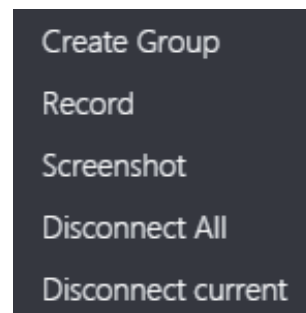 Create Group
Record
Screenshot
Disconnect All
Disconnect current